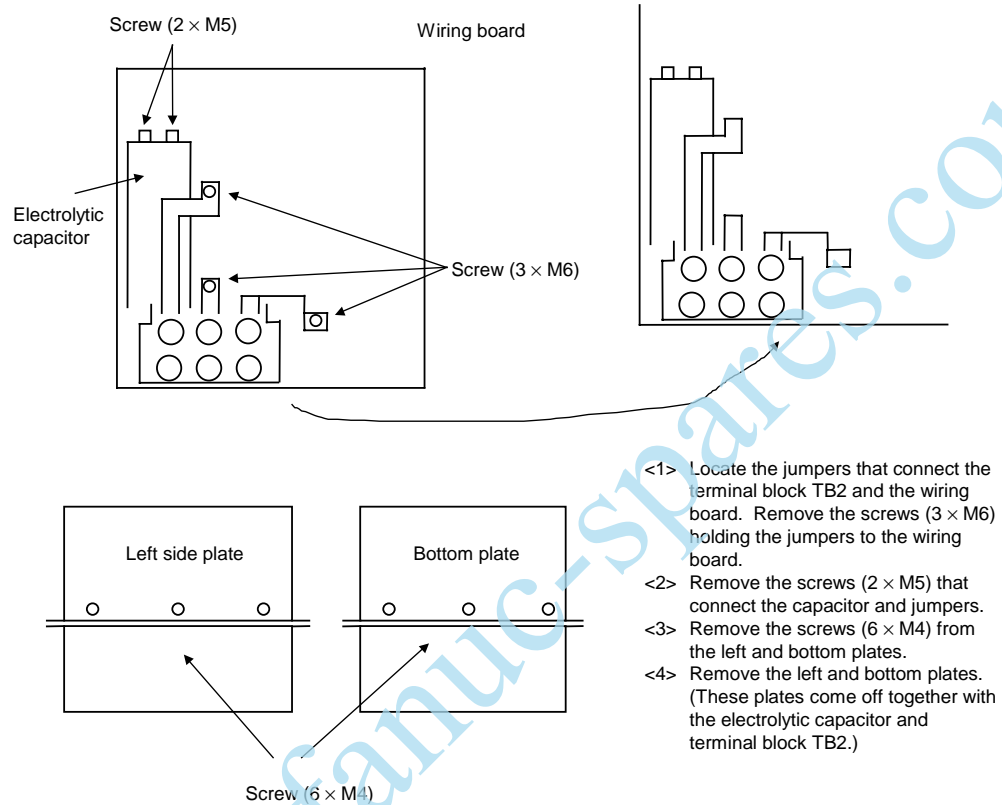 Screw (2 × M5)
Wiring board
Electrolytic
capacitor
Screw (3 × M6)
<1> Locate the jumpers that connect the
terminal block TB2 and the wiring
board. Remove the screws (3 × M6)
holding the jumpers to the wiring
board.
<2> Remove the screws (2 × M5) that
connect the capacitor and jumpers.
<3> Remove the screws (6 × M4) from
the left and bottom plates.
<4> Remove the left and bottom plates.
(These plates come off together with
the electrolytic capacitor and
terminal block TB2.)
Left side plate
Bottom plate
Screw (6 × M4)
fanuc-spares.co